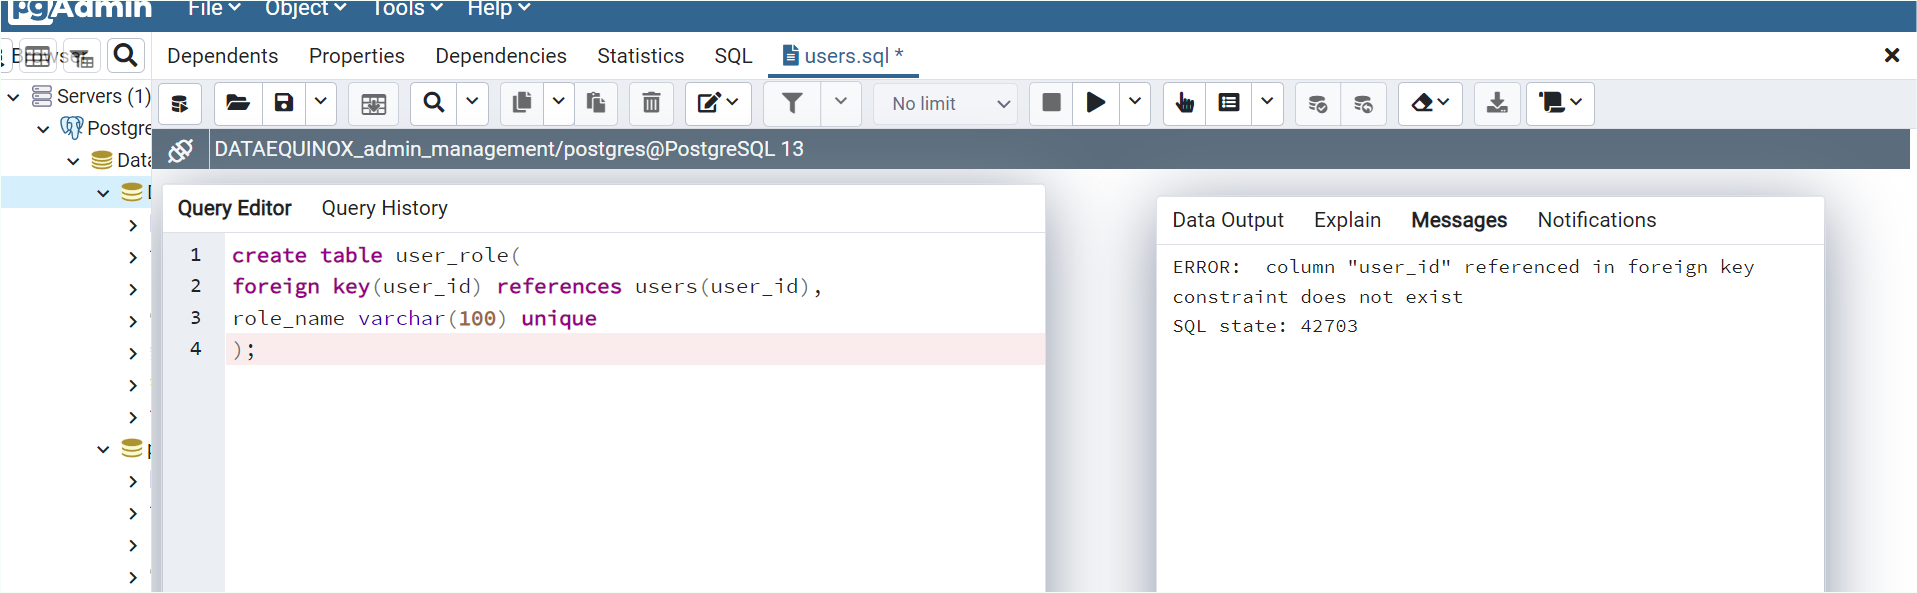 pgAdmin File Object Tools Help
Browser Dependents Properties Dependencies Statistics SQL users.sql *
Servers (1)
No limit
DATAEQUINOX_admin_management/postgres@PostgreSQL 13
Query Editor Query History
1 create table user_role(
2 foreign key(user_id) references users(user_id),
3 role_name varchar(100) unique
4 );
Data Output Explain Messages Notifications
ERROR:  column "user_id" referenced in foreign key
constraint does not exist
SQL state: 42703